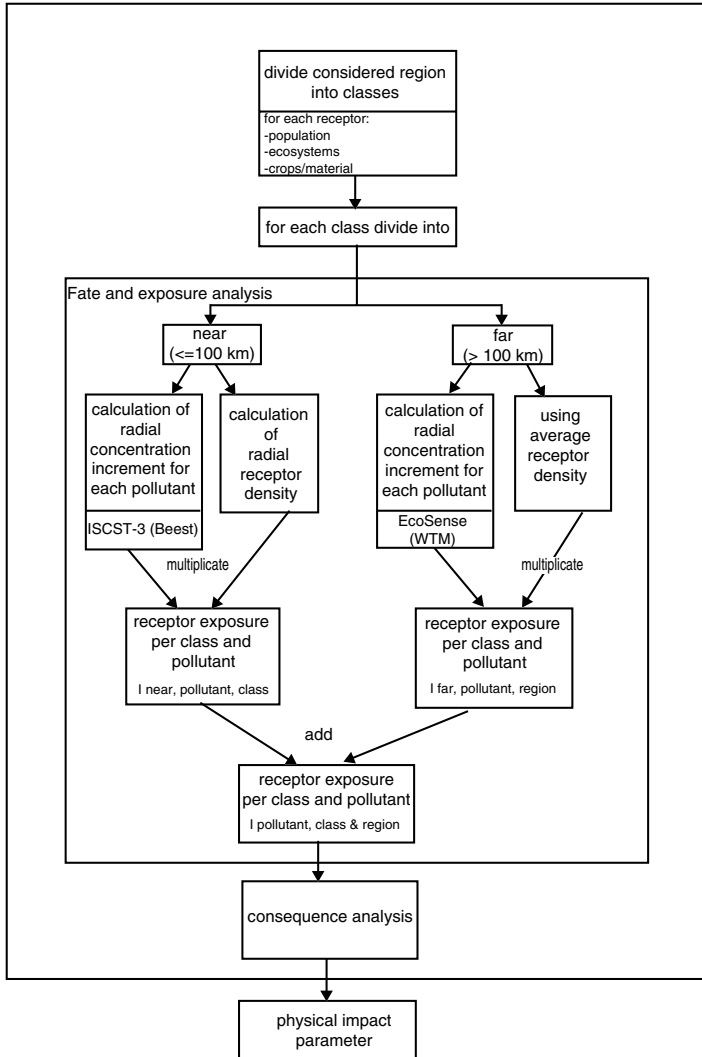 divide considered region
into classes
for each receptor:
-population
-ecosystems
-crops/material
for each class divide into
Fate and exposure analysis
near
(<=100 km)
far
(> 100 km)
calculation of
radial
concentration
increment for
each pollutant
ISCST-3 (Beest)
calculation
of
radial
receptor
density
calculation of
radial
concentration
increment for
each pollutant
EcoSense
(WTM)
using
average
receptor
density
multiplicate
multiplicate
receptor exposure
per class and
pollutant
I near, pollutant, class
receptor exposure
per class and
pollutant
I far, pollutant, region
add
receptor exposure
per class and pollutant
I pollutant, class & region
consequence analysis
physical impact
parameter